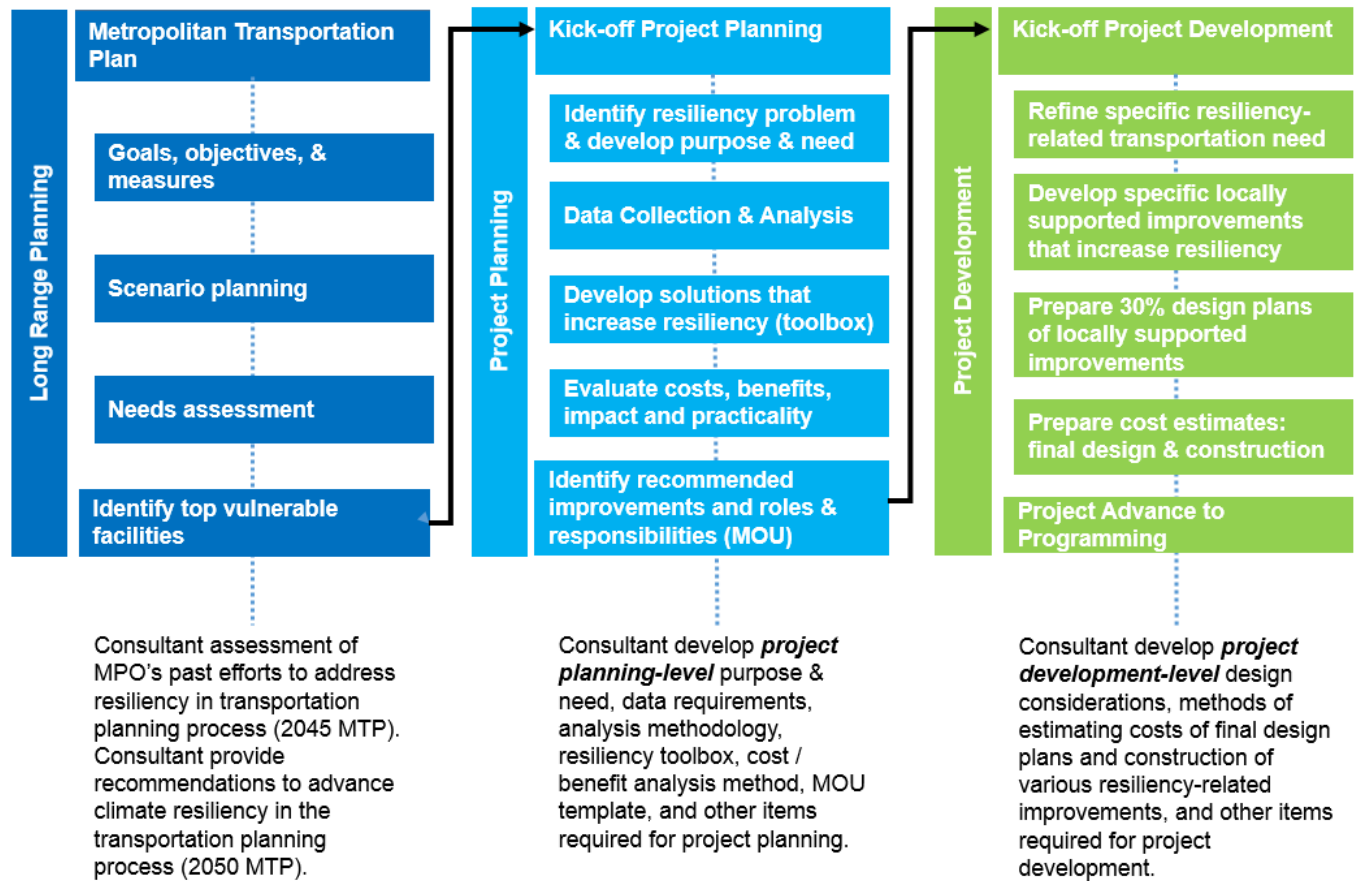 Long Range Planning
Metropolitan Transportation
Plan
Goals, objectives, &
measures
Scenario planning
Needs assessment
Identify top vulnerable
facilities
Consultant assessment of
MPO's past efforts to address
resiliency in transportation
planning process (2045 MTP).
Consultant provide
recommendations to advance
climate resiliency in the
transportation planning
process (2050 MTP).
Project Planning
Kick-off Project Planning
Identify resiliency problem
& develop purpose & need
Data Collection & Analysis
Develop solutions that
increase resiliency (toolbox)
Evaluate costs, benefits,
impact and practicality
Identify recommended
improvements and roles &
responsibilities (MOU)
Consultant develop project
planning-level purpose &
need, data requirements,
analysis methodology,
resiliency toolbox, cost /
benefit analysis method, MOU
template, and other items
required for project planning.
Project Development
Kick-off Project Development
Refine specific resiliency-
related transportation need
Develop specific locally
supported improvements
that increase resiliency
Prepare 30% design plans
of locally supported
improvements
Prepare cost estimates:
final design & construction
Project Advance to
Programming
Consultant develop project
development-level design
considerations, methods of
estimating costs of final design
plans and construction of
various resiliency-related
improvements, and other items
required for project
development.